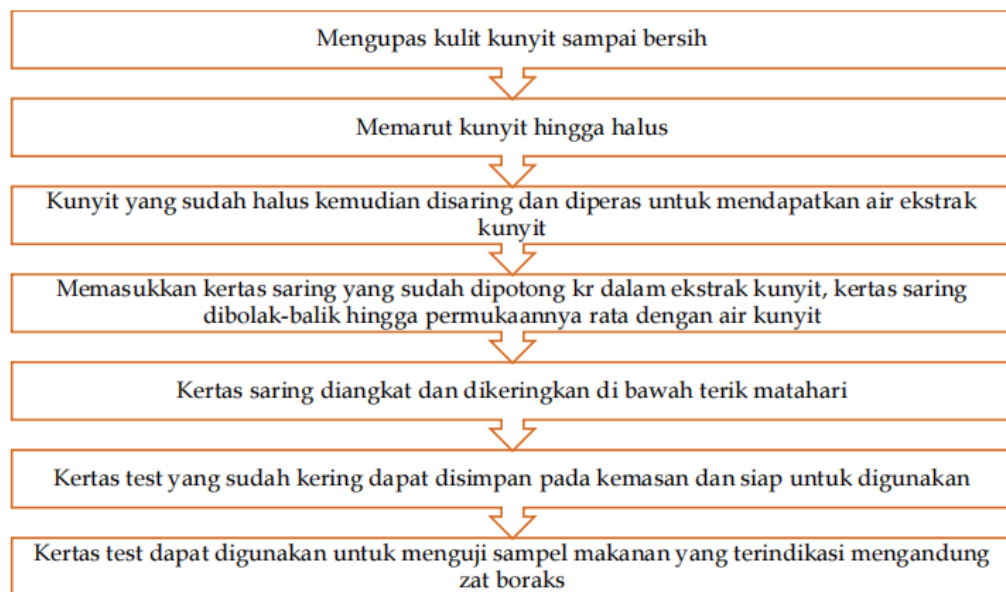 Mengupas kulit kunyit sampai bersih
Memarut kunyit hingga halus
Kunyit yang sudah halus kemudian disaring dan diperas untuk mendapatkan air ekstrak
kunyit
Memasukkan kertas saring yang sudah dipotong kr dalam ekstrak kunyit, kertas saring
dibolak-balik hingga permukaannya rata dengan air kunyit
Kertas saring diangkat dan dikeringkan di bawah terik matahari
Kertas test yang sudah kering dapat disimpan pada kemasan dan siap untuk digunakan
Kertas test dapat digunakan untuk menguji sampel makanan yang terindikasi mengandung
zat boraks